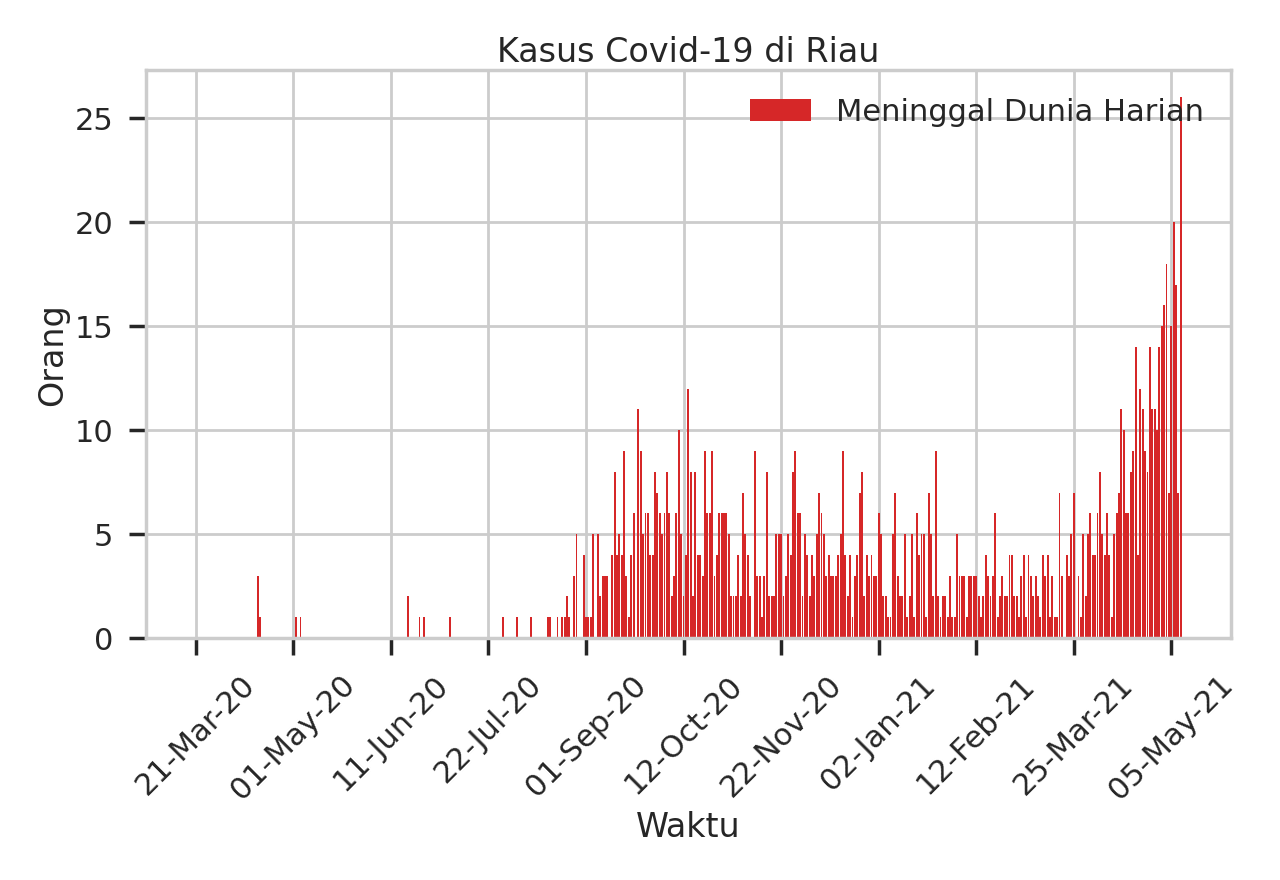 Kasus Covid-19 di Riau
Meninggal Dunia Harian
Orang
25
20
15
10
5
0
21-Mar-20
01-May-20
11-Jun-20
22-Jul-20
01-Sep-20
12-Oct-20
22-Nov-20
02-Jan-21
12-Feb-21
25-Mar-21
05-May-21
Waktu